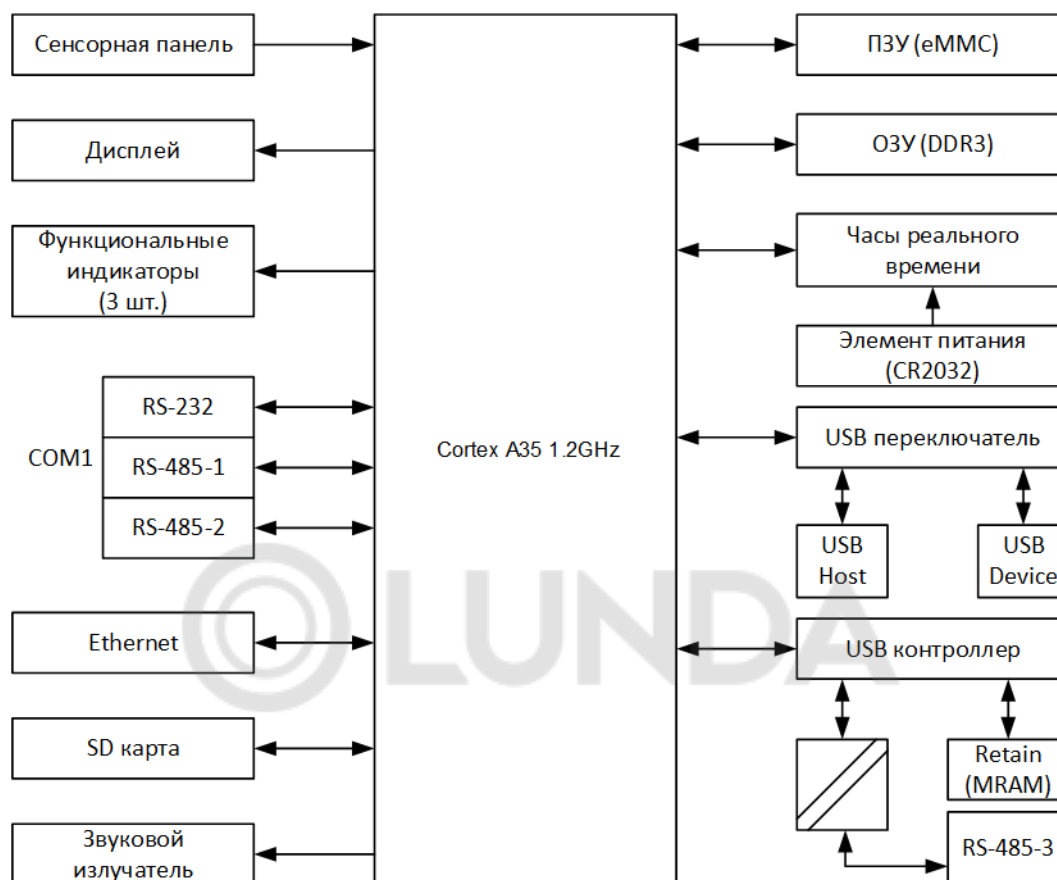 Сенсорная панель
Дисплей
Функциональные
индикаторы
(3 шт.)
COM1
RS-232
RS-485-1
RS-485-2
Ethernet
SD карта
Звуковой
излучатель
Cortex A35 1.2GHz
ПЗУ (eMMC)
ОЗУ (DDR3)
Часы реального
времени
Элемент питания
(CR2032)
USB переключатель
USB
Host
USB
Device
USB контроллер
Retain
(MRAM)
RS-485-3
LUNDA